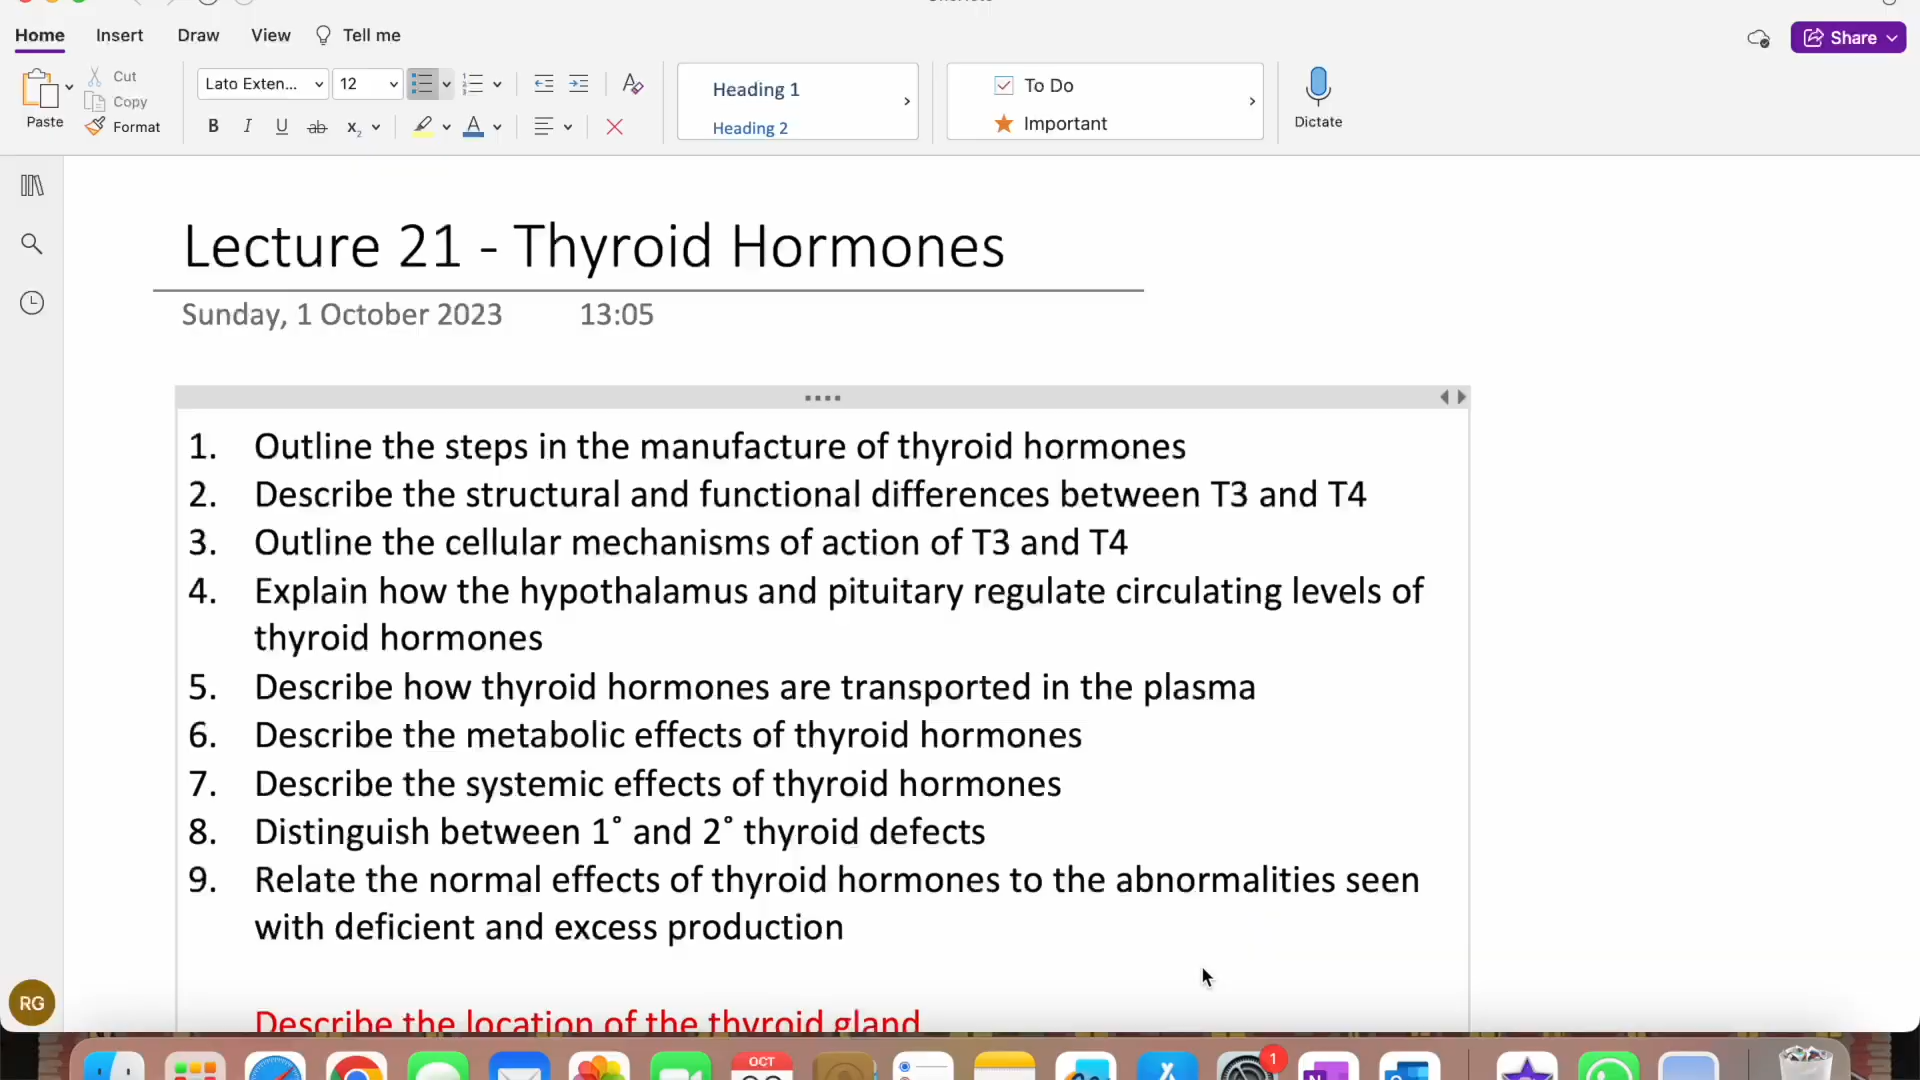 Home Insert Draw View Tell me
Share
Paste
Cut
Copy
Format
Lato Exten... 12
B I U ab x₂ A
Heading 1
Heading 2
To Do
Important
Dictate
Lecture 21 - Thyroid Hormones
Sunday, 1 October 2023 13:05
1. Outline the steps in the manufacture of thyroid hormones
2. Describe the structural and functional differences between T3 and T4
3. Outline the cellular mechanisms of action of T3 and T4
4. Explain how the hypothalamus and pituitary regulate circulating levels of
thyroid hormones
5. Describe how thyroid hormones are transported in the plasma
6. Describe the metabolic effects of thyroid hormones
7. Describe the systemic effects of thyroid hormones
8. Distinguish between 1° and 2° thyroid defects
9. Relate the normal effects of thyroid hormones to the abnormalities seen
with deficient and excess production
Describe the location of the thyroid gland
RG
OCT
1